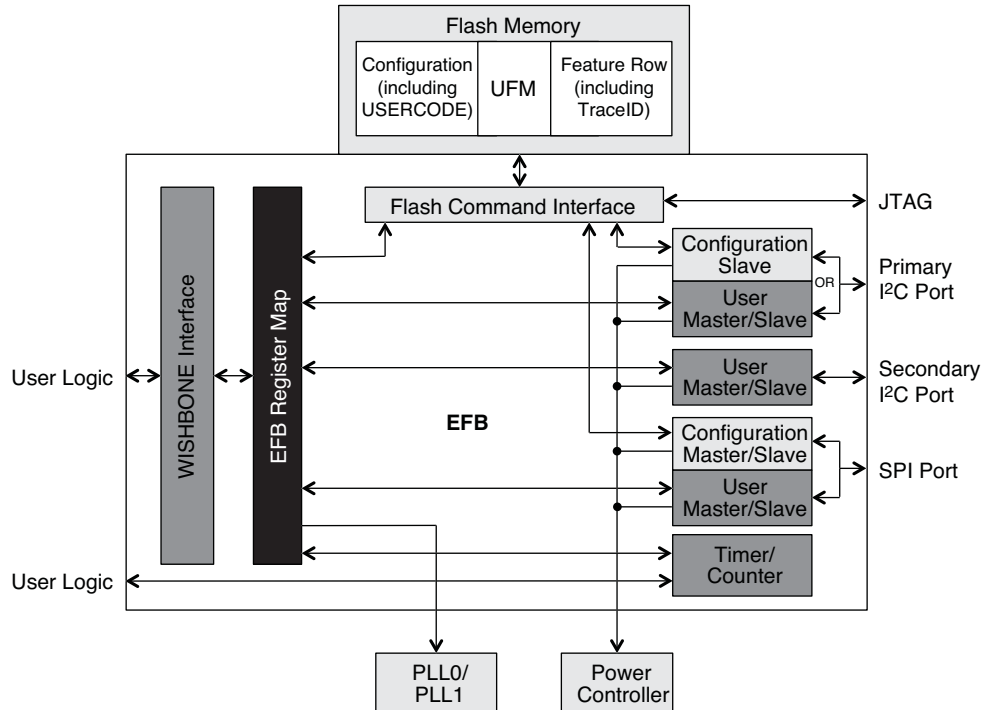 Flash Memory
Configuration
(including
USERCODE)
UFM
Feature Row
(including
TraceID)
Flash Command Interface
JTAG
Configuration
Slave
OR
User
Master/Slave
Primary
I²C Port
WISHBONE Interface
EFB Register Map
User Logic
User
Master/Slave
Secondary
I²C Port
EFB
Configuration
Master/Slave
User
Master/Slave
SPI Port
Timer/
Counter
User Logic
PLL0/
PLL1
Power
Controller